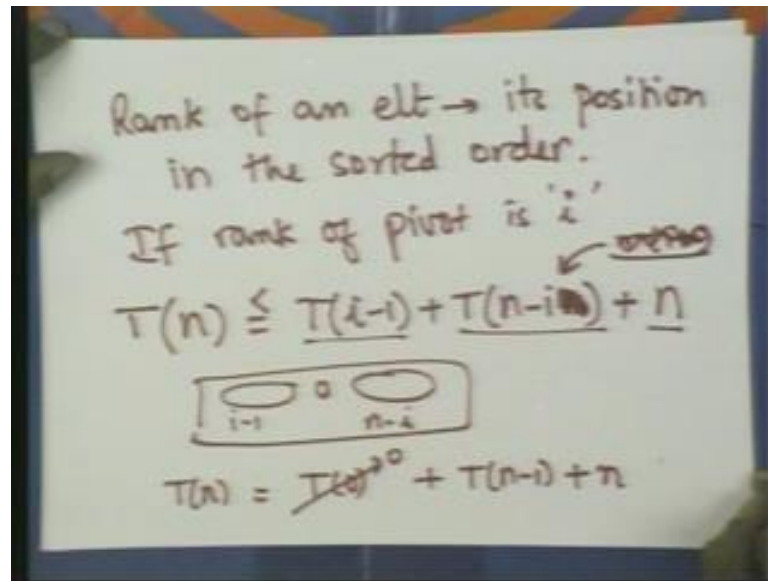 Rank of an elt → its position
in the sorted order.
If rank of pivot is 'i'
T(n) ≤ T(i-1) + T(n-i) + n
i-1 n-i
T(n) = T(0)→0 + T(n-1) + n